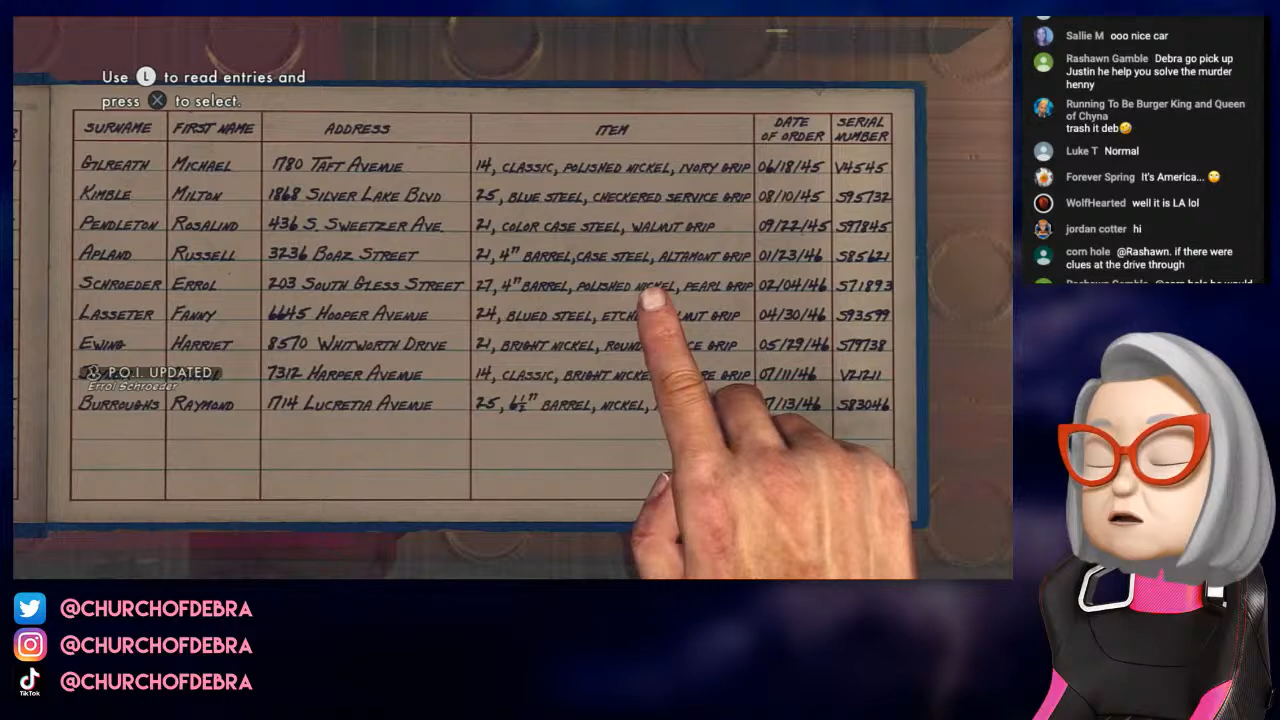 Use L to read entries and
press X to select.
SURNAME FIRST NAME ADDRESS ITEM DATE OF ORDER SERIAL NUMBER
GILREATH MICHAEL 1780 TAFT AVENUE 14, CLASSIC, POLISHED NICKEL, IVORY GRIP 06/18/45 V4545
KIMBLE MILTON 1868 SILVER LAKE BLVD 25, BLUE STEEL, CHECKERED SERVICE GRIP 08/10/45 S95732
PENDLETON ROSALIND 436 S. SWEETZER AVE. 21, COLOR CASE STEEL, WALNUT GRIP 09/22/45 S97845
APLAND RUSSELL 3236 BOAZ STREET 21, 4" BARREL, CASE STEEL, ALTAMONT GRIP 01/23/46 S85621
SCHROEDER ERROL 203 SOUTH GLESS STREET 27, 4" BARREL, POLISHED NICKEL, PEARL GRIP 02/04/46 S71893
LASSETER FANNY 6645 HOOPER AVENUE 24, BLUED STEEL, GRIP 04/30/46 S93599
EWING HARRIET 8570 WHITWORTH DRIVE 21, BRIGHT NICKEL, ROUND GRIP 05/29/46 S79738
P.O.I. UPDATED 7312 HARPER AVENUE 14, CLASSIC, BRIGHT GRIP 07/11/46 V21211
Errol Schroeder
BURROUGHS RAYMOND 1714 LUCRETIA AVENUE 25, 6½" BARREL, NICKEL, 7/13/46 S83046
Sallie M ooo nice car
Rashawn Gamble Debra go pick up
Justin he help you solve the murder
henny
Running To Be Burger King and Queen
of Chyna
trash it deb
Luke T Normal
Forever Spring It's America...
WolfHearted well it is LA lol
jordan cotter hi
corn hole @Rashawn. if there were
clues at the drive through
@CHURCHOFDEBRA
@CHURCHOFDEBRA
TikTok @CHURCHOFDEBRA